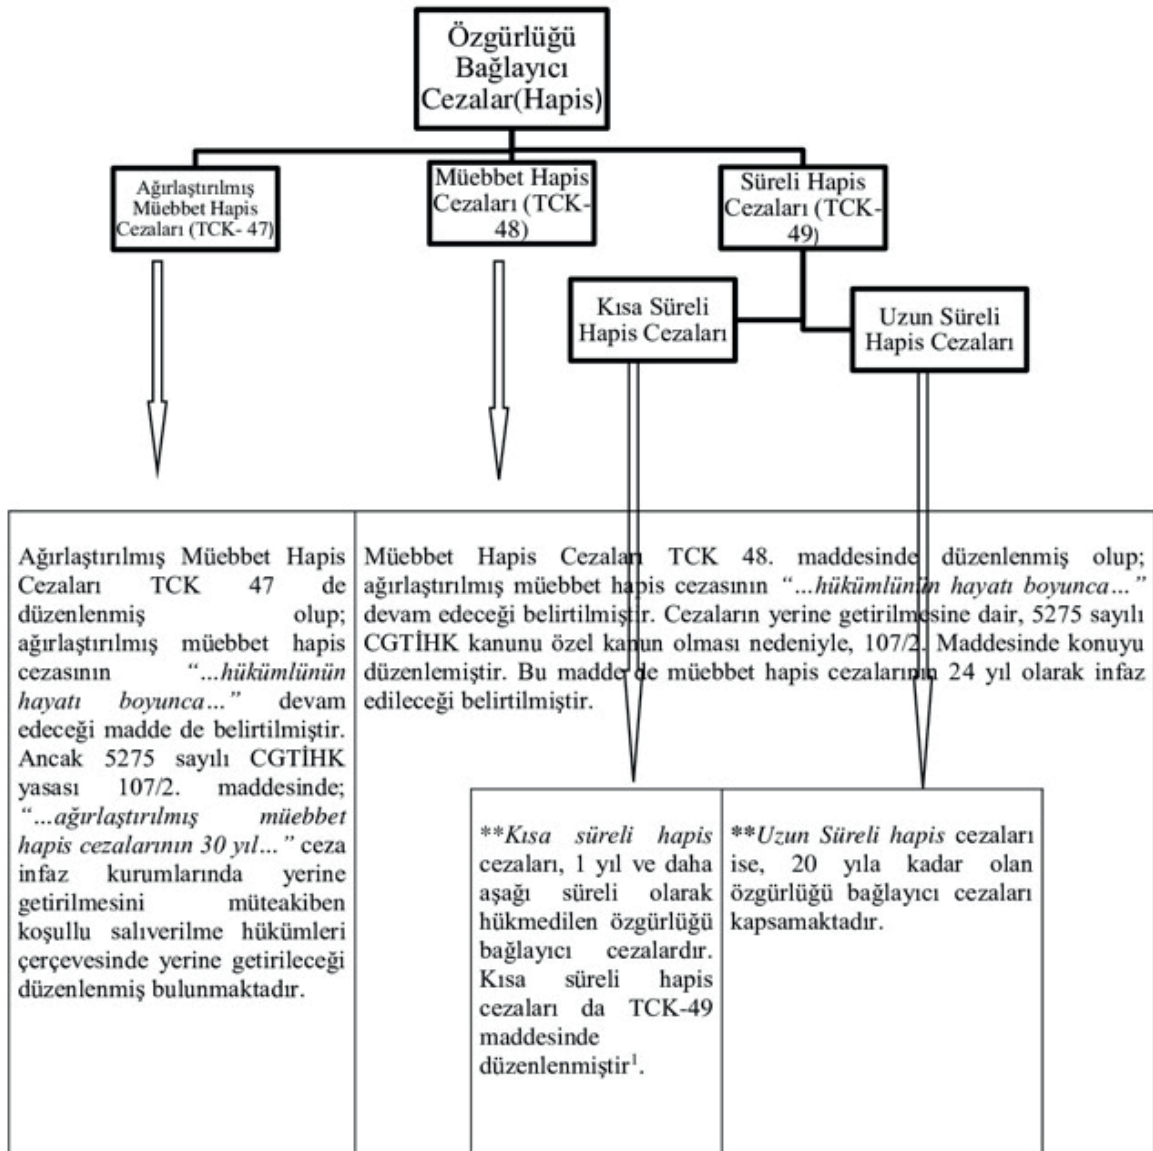 Özgürlüğü
Bağlayıcı
Cezalar(Hapis)
Ağırlaştırılmış
Müebbet Hapis
Cezaları (TCK- 47)
Müebbet Hapis
Cezaları (TCK-
48)
Süreli Hapis
Cezaları (TCK-
49)
Kısa Süreli
Hapis Cezaları
Uzun Süreli
Hapis Cezaları
Ağırlaştırılmış Müebbet Hapis
Cezaları TCK 47 de
düzenlenmiş olup;
ağırlaştırılmış müebbet hapis
cezasının “...hükümlünün
hayatı boyunca...” devam
edeceği madde de belirtilmiştir.
Ancak 5275 sayılı CGTİHK
yasası 107/2. maddesinde;
“...ağırlaştırılmış müebbet
hapis cezalarının 30 yıl...” ceza
infaz kurumlarında yerine
getirilmesini müteakiben
koşullu salıverilme hükümleri
çerçevesinde yerine getirileceği
düzenlenmiş bulunmaktadır.
Müebbet Hapis Cezaları TCK 48. maddesinde düzenlenmiş olup;
ağırlaştırılmış müebbet hapis cezasının “...hükümlünün hayatı boyunca...”
devam edeceği belirtilmiştir. Cezaların yerine getirilmesine dair, 5275 sayılı
CGTİHK kanunu özel kanun olması nedeniyle, 107/2. Maddesinde konuyu
düzenlemiştir. Bu madde de müebbet hapis cezalarının 24 yıl olarak infaz
edileceği belirtilmiştir.
**Kısa süreli hapis
cezaları, 1 yıl ve daha
aşağı süreli olarak
hükmedilen özgürlüğü
bağlayıcı cezalardır.
Kısa süreli hapis
cezaları da TCK-49
maddesinde
düzenlenmiştir¹.
**Uzun Süreli hapis cezaları
ise, 20 yıla kadar olan
özgürlüğü bağlayıcı cezaları
kapsamaktadır.